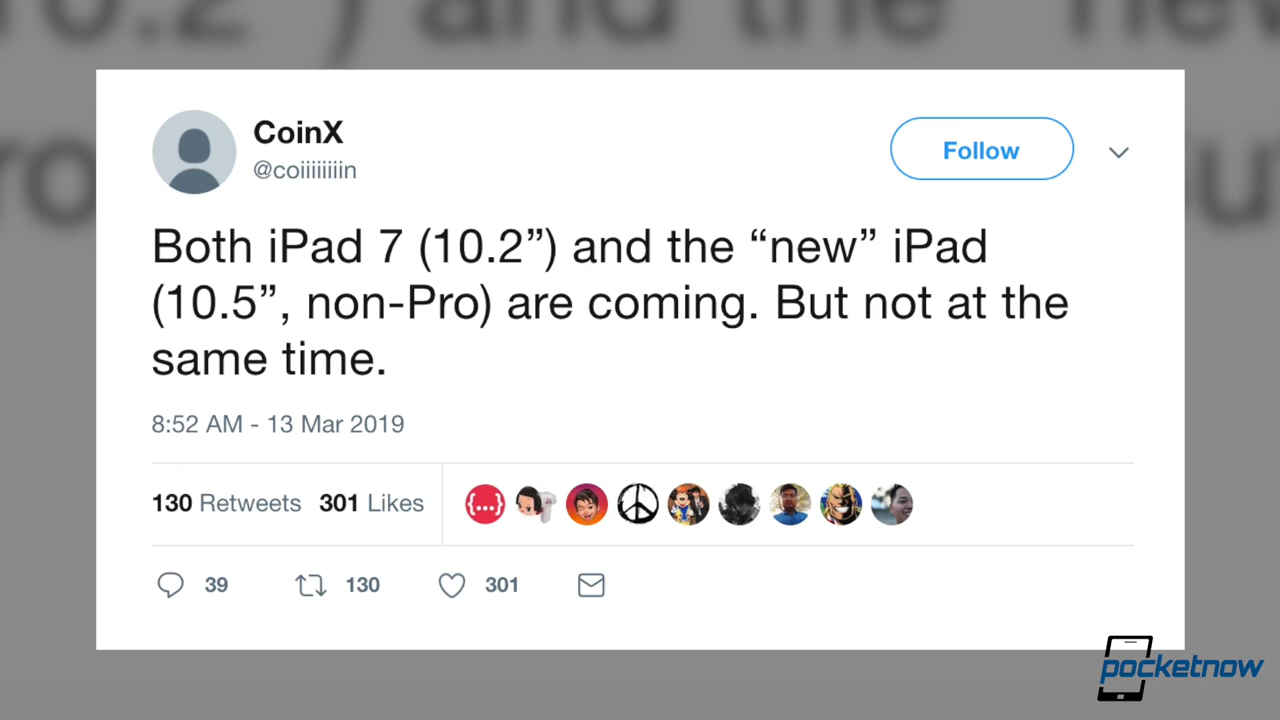 CoinX
@coiiiiiiiin
Follow
Both iPad 7 (10.2”) and the “new” iPad
(10.5”, non-Pro) are coming. But not at the
same time.
8:52 AM - 13 Mar 2019
130 Retweets 301 Likes
{...}
39 130 301
pocketnow